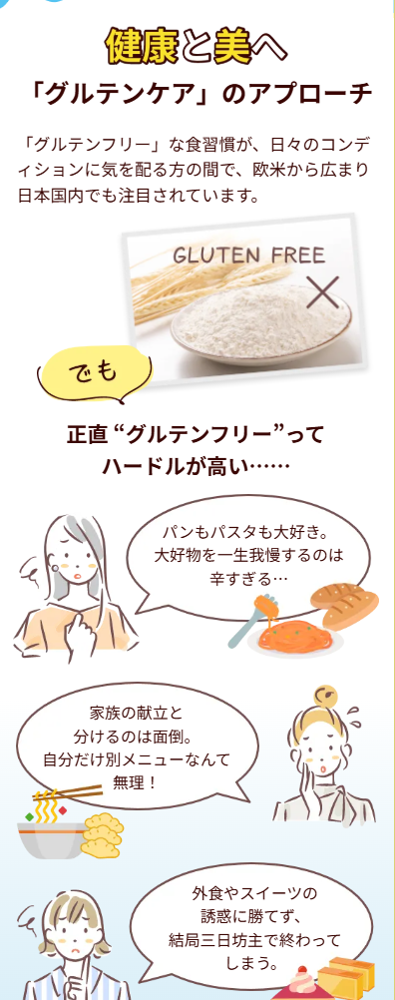 健康と美へ
「グルテンケア」のアプローチ
「グルテンフリー」な食習慣が、日々のコンデ
ィションに気を配る方の間で、欧米から広まり
日本国内でも注目されています。
GLUTEN FREE
でも
正直 “グルテンフリー”って
ハードルが高い……
パンもパスタも大好き。
大好物を一生我慢するのは
辛すぎる…
家族の献立と
分けるのは面倒。
自分だけ別メニューなんて
無理！
外食やスイーツの
誘惑に勝てず、
結局三日坊主で終わって
しまう。